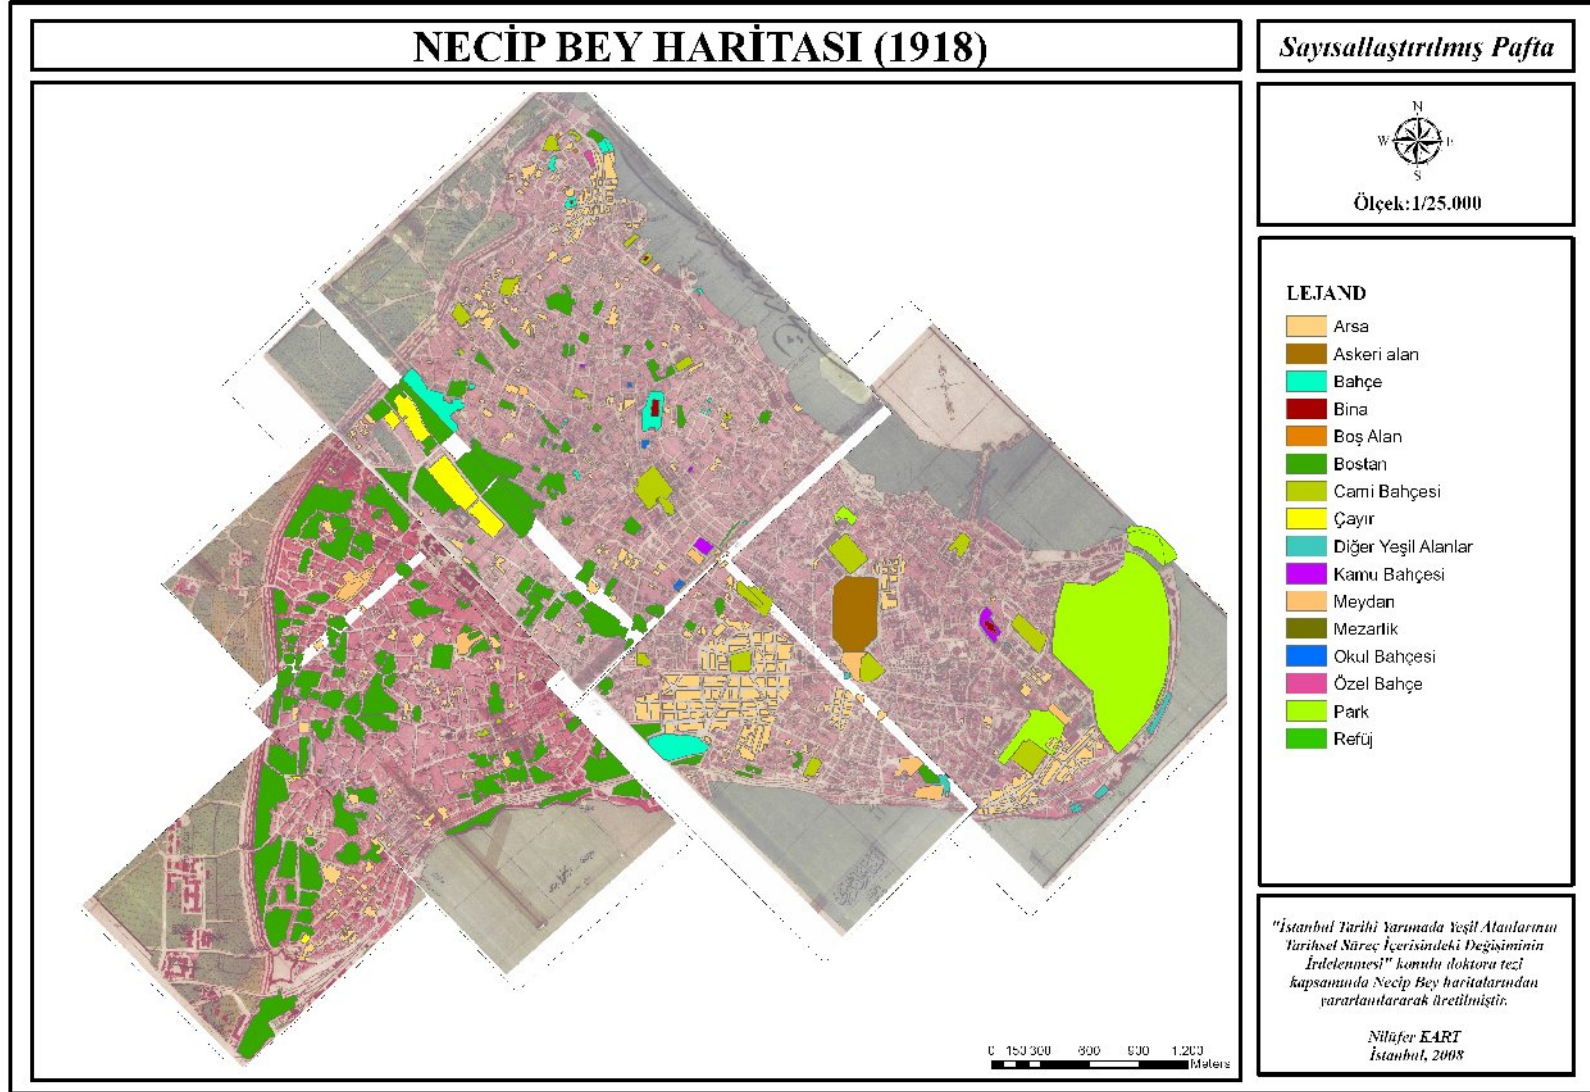 NECİP BEY HARİTASI (1918)
Sayısallaştırılmış Pafta
N
W E
S
Ölçek:1/25.000
LEJAND
Arsa
Askeri alan
Bahçe
Bina
Boş Alan
Bostan
Cami Bahçesi
Çayır
Diğer Yeşil Alanlar
Kamu Bahçesi
Meydan
Mezarlik
Okul Bahçesi
Özel Bahçe
Park
Refüj
"İstanbul Tarihi Yarımada Yeşil Alanlarının
Tarihsel Süreç İçerisindeki Değişiminin
İrdelenmesi" konulu doktora tezi
kapsamında Necip Bey haritalarından
yararlanılararak üretilmiştir.
Nilüfer KART
İstanbul, 2008
0 150 300 600 900 1.200
Meters